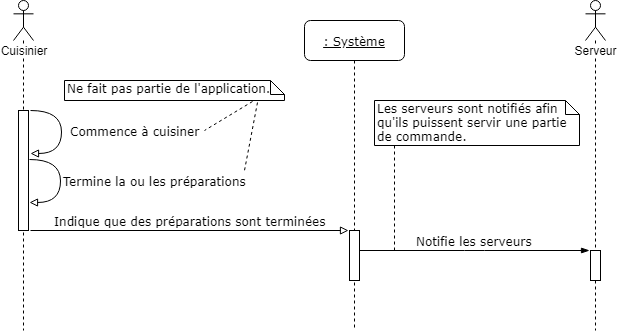 Cuisinier
: Système
Serveur
Ne fait pas partie de l'application.
Les serveurs sont notifiés afin
qu'ils puissent servir une partie
de commande.
Commence à cuisiner
Termine la ou les préparations
Indique que des préparations sont terminées
Notifie les serveurs